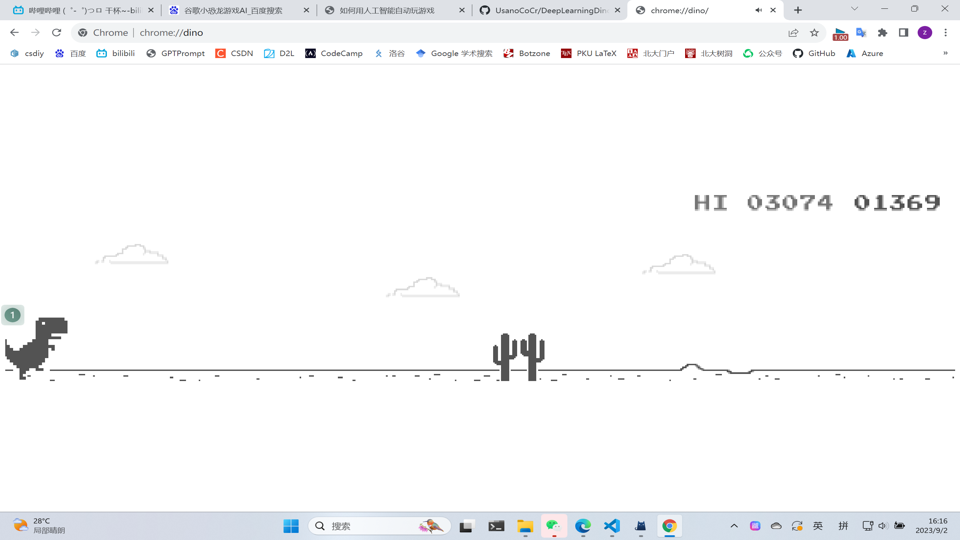 哔哩哔哩 (゜-゜)つロ 干杯~-bili
谷歌小恐龙游戏AI_百度搜索
如何用人工智能自动玩游戏
UsanoCoCr/DeepLearningDin
chrome://dino/
Chrome | chrome://dino
1.00
z
csdiy
百度
bilibili
GPTPrompt
CSDN
D2L
CodeCamp
洛谷
Google 学术搜索
Botzone
PKU LaTeX
北大门户
北大树洞
公众号
GitHub
Azure
»
HI 03074 01369
1
28°C
局部晴朗
搜索
英
拼
16:16
2023/9/2